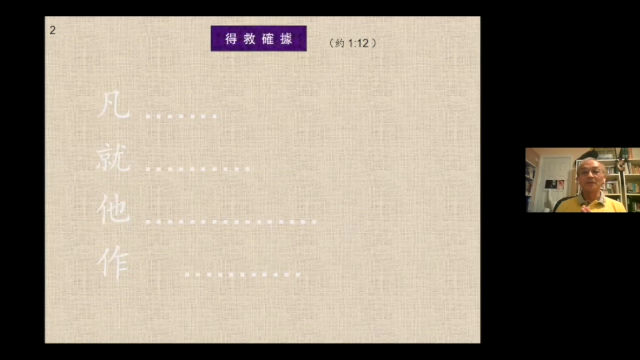 2
得救確據 （約 1:12 ）
凡 .......
就 ..........
他 ................
作 ...........